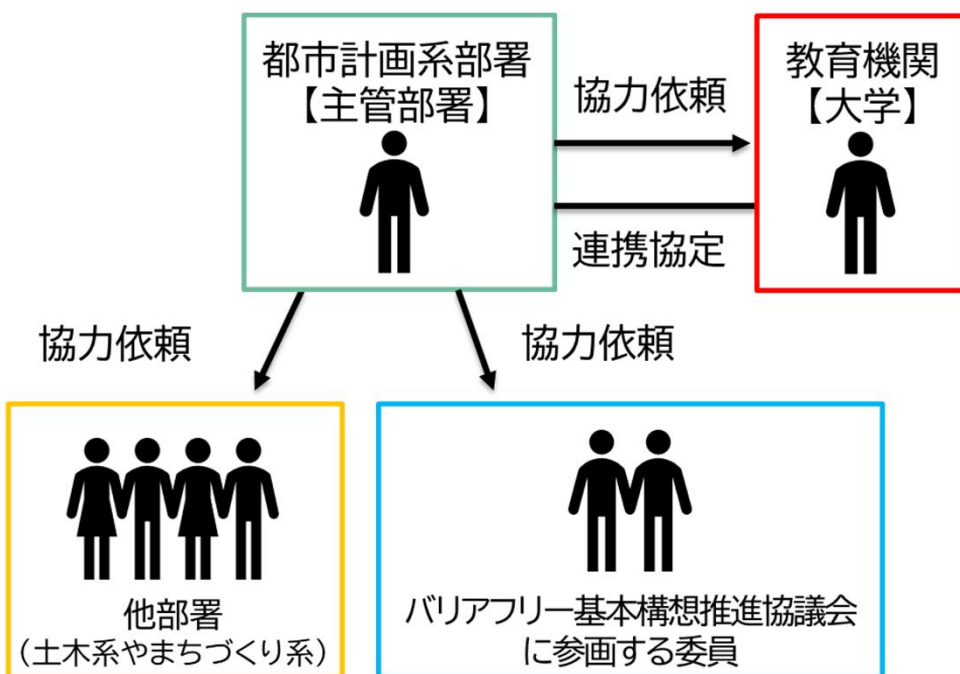 都市計画系部署
【主管部署】
協力依頼
教育機関
【大学】
連携協定
協力依頼
協力依頼
他部署
（土木系やまちづくり系）
バリアフリー基本構想推進協議会
に参画する委員